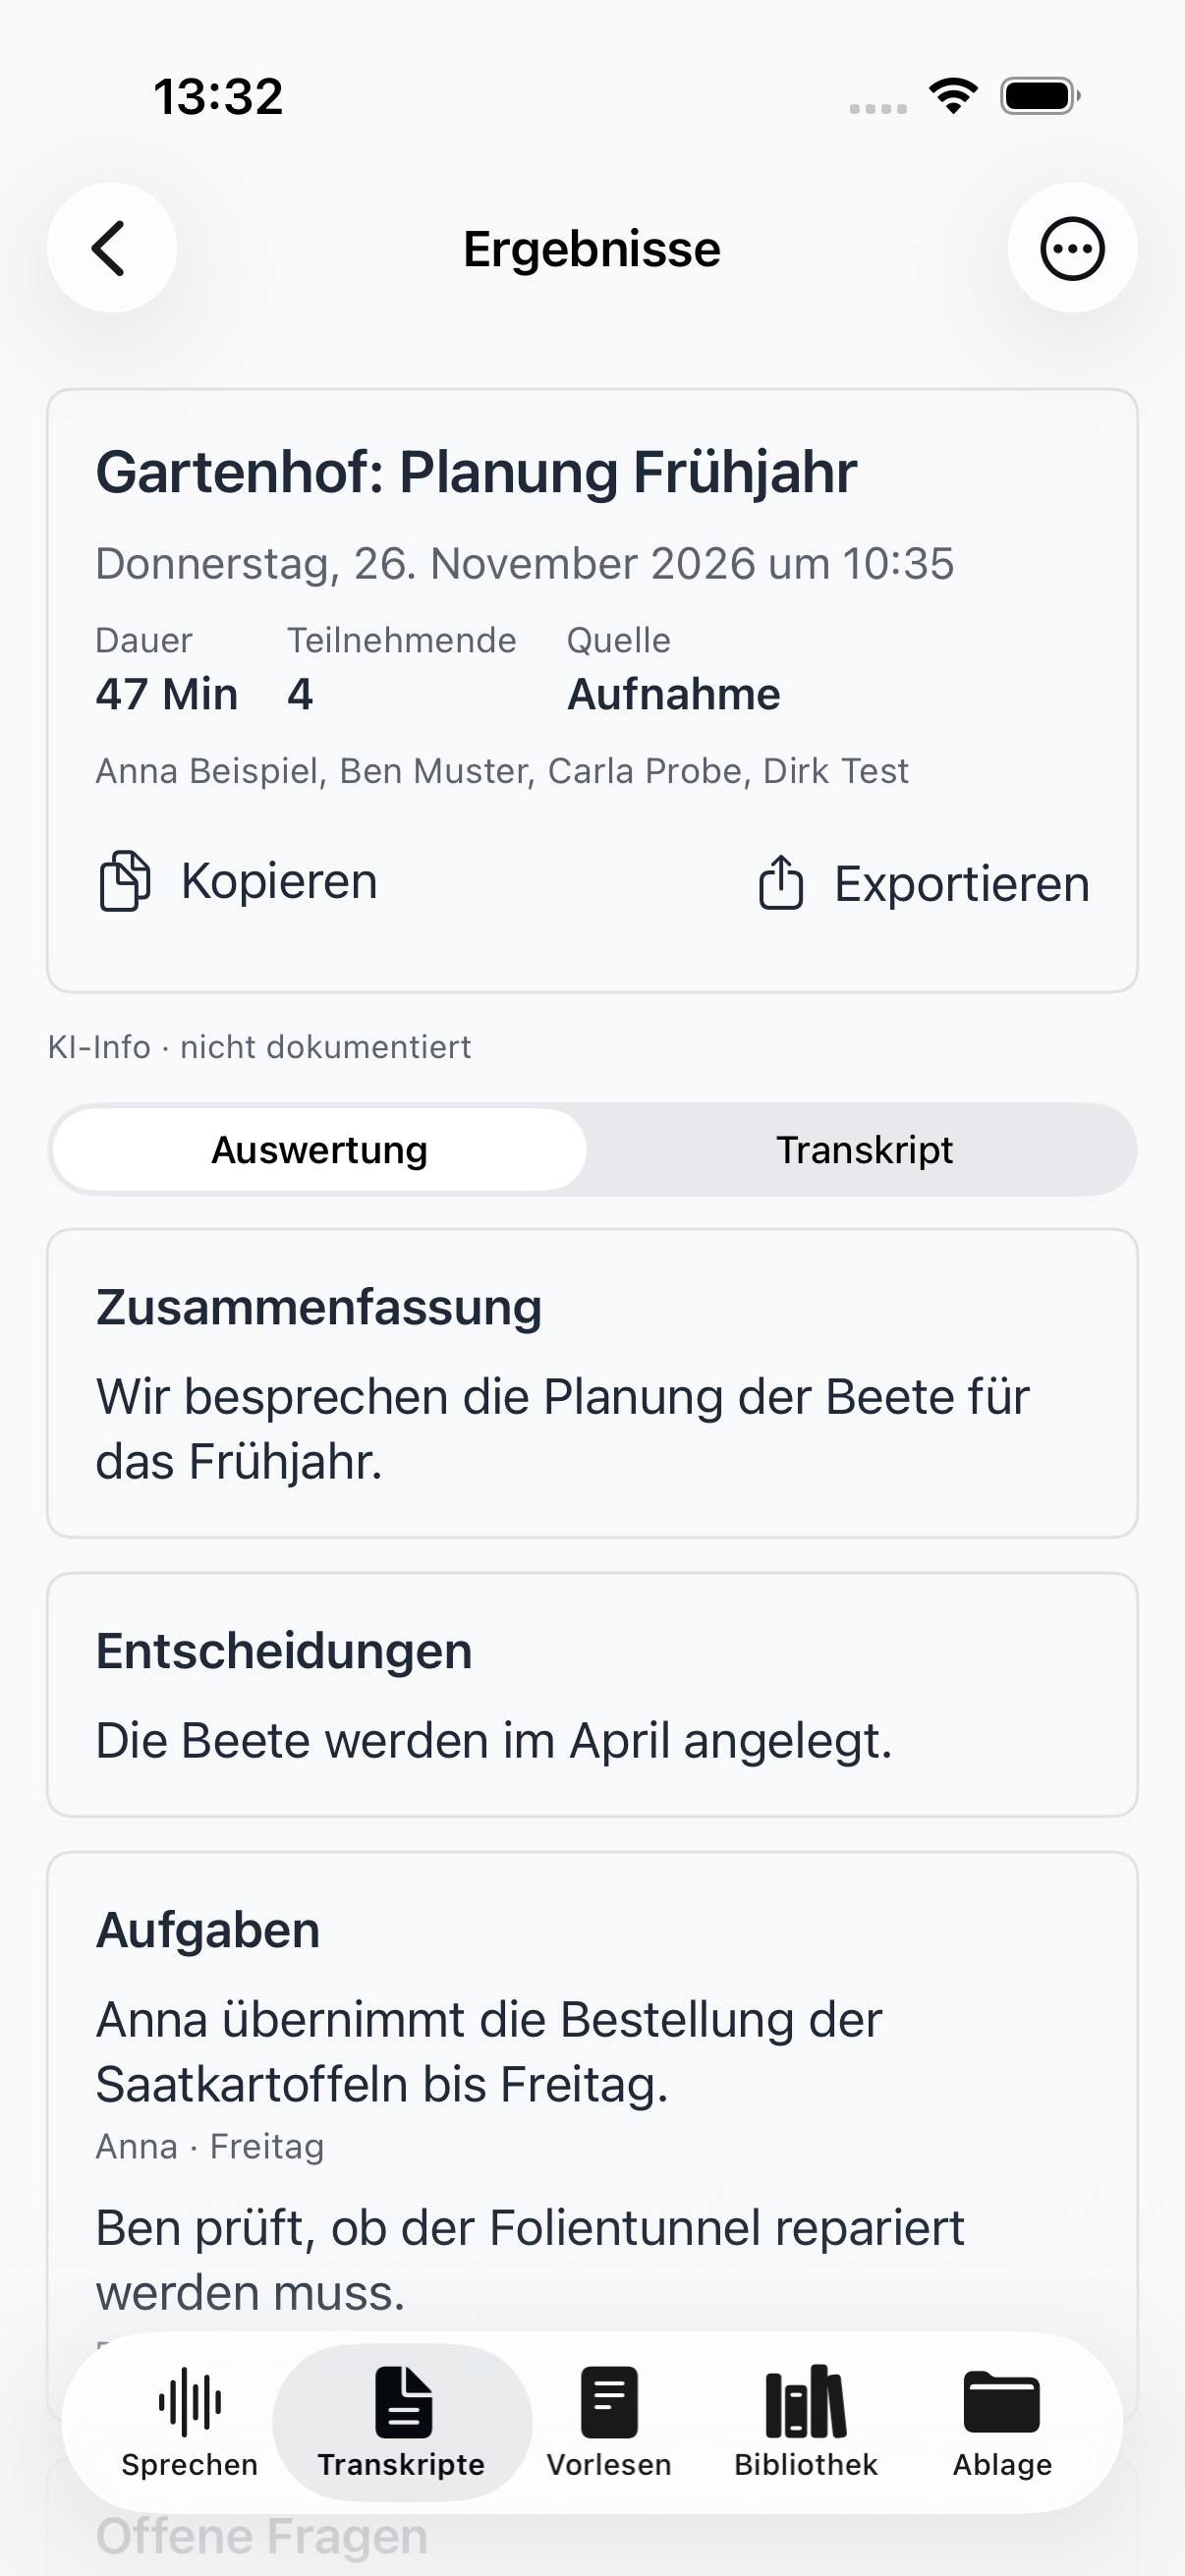 13:32
Ergebnisse
Gartenhof: Planung Frühjahr
Donnerstag, 26. November 2026 um 10:35
Dauer Teilnehmende Quelle
47 Min 4 Aufnahme
Anna Beispiel, Ben Muster, Carla Probe, Dirk Test
Kopieren Exportieren
KI-Info · nicht dokumentiert
Auswertung Transkript
Zusammenfassung
Wir besprechen die Planung der Beete für
das Frühjahr.
Entscheidungen
Die Beete werden im April angelegt.
Aufgaben
Anna übernimmt die Bestellung der
Saatkartoffeln bis Freitag.
Anna · Freitag
Ben prüft, ob der Folientunnel repariert
werden muss.
Sprechen Transkripte Vorlesen Bibliothek Ablage
Offene Fragen